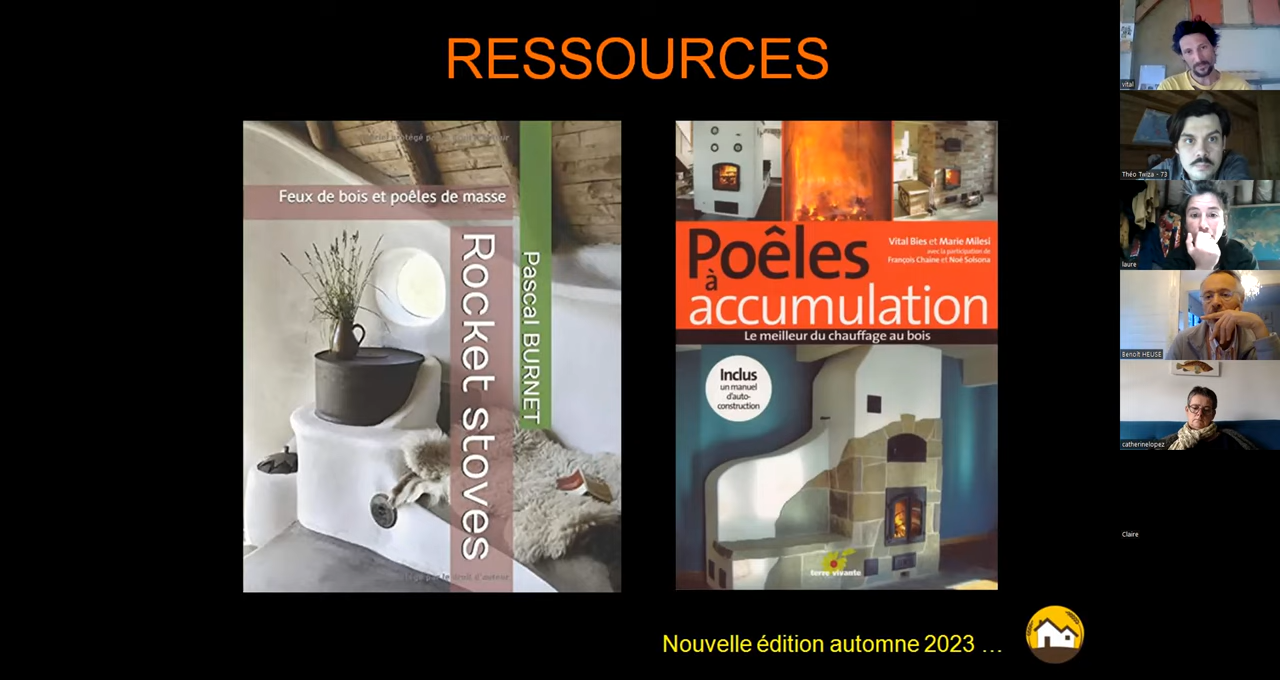 RESSOURCES
Feux de bois et poêles de masse
Rocket stoves
Pascal BURNET
Vital Bies et Marie Milesi
avec la participation de
François Chaine et Noé Solsona
Poêles
à
accumulation
Le meilleur du chauffage au bois
Inclus
un manuel
d'auto-
construction
terre vivante
Nouvelle édition automne 2023 ...
vital
Théo Twiza - 73
laure
Benoît HEUSE
catherinelopez
Claire